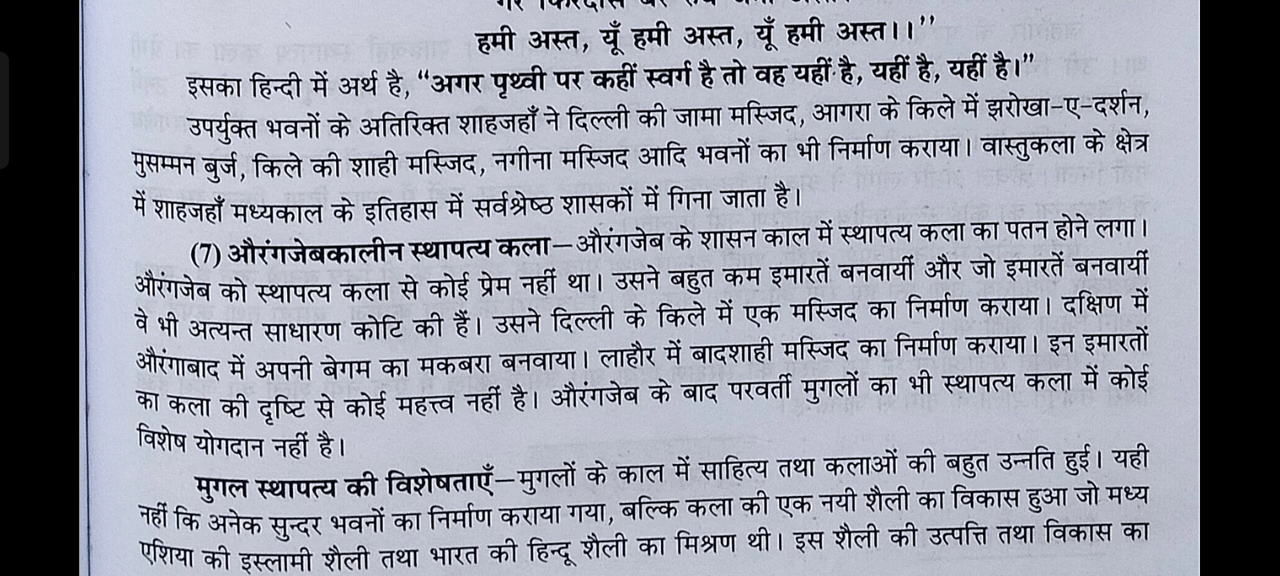 हमी अस्त, यूँ हमी अस्त, यूँ हमी अस्त।।”
इसका हिन्दी में अर्थ है, “अगर पृथ्वी पर कहीं स्वर्ग है तो वह यहीं है, यहीं है, यहीं है।”
उपर्युक्त भवनों के अतिरिक्त शाहजहाँ ने दिल्ली की जामा मस्जिद, आगरा के किले में झरोखा-ए-दर्शन,
मुसम्मन बुर्ज, किले की शाही मस्जिद, नगीना मस्जिद आदि भवनों का भी निर्माण कराया। वास्तुकला के क्षेत्र
में शाहजहाँ मध्यकाल के इतिहास में सर्वश्रेष्ठ शासकों में गिना जाता है।
(7) औरंगजेबकालीन स्थापत्य कला—औरंगजेब के शासन काल में स्थापत्य कला का पतन होने लगा।
औरंगजेब को स्थापत्य कला से कोई प्रेम नहीं था। उसने बहुत कम इमारतें बनवायीं और जो इमारतें बनवायीं
वे भी अत्यन्त साधारण कोटि की हैं। उसने दिल्ली के किले में एक मस्जिद का निर्माण कराया। दक्षिण में
औरंगाबाद में अपनी बेगम का मकबरा बनवाया। लाहौर में बादशाही मस्जिद का निर्माण कराया। इन इमारतों
का कला की दृष्टि से कोई महत्त्व नहीं है। औरंगजेब के बाद परवर्ती मुगलों का भी स्थापत्य कला में कोई
विशेष योगदान नहीं है।
मुगल स्थापत्य की विशेषताएँ—मुगलों के काल में साहित्य तथा कलाओं की बहुत उन्नति हुई। यही
नहीं कि अनेक सुन्दर भवनों का निर्माण कराया गया, बल्कि कला की एक नयी शैली का विकास हुआ जो मध्य
एशिया की इस्लामी शैली तथा भारत की हिन्दू शैली का मिश्रण थी। इस शैली की उत्पत्ति तथा विकास का